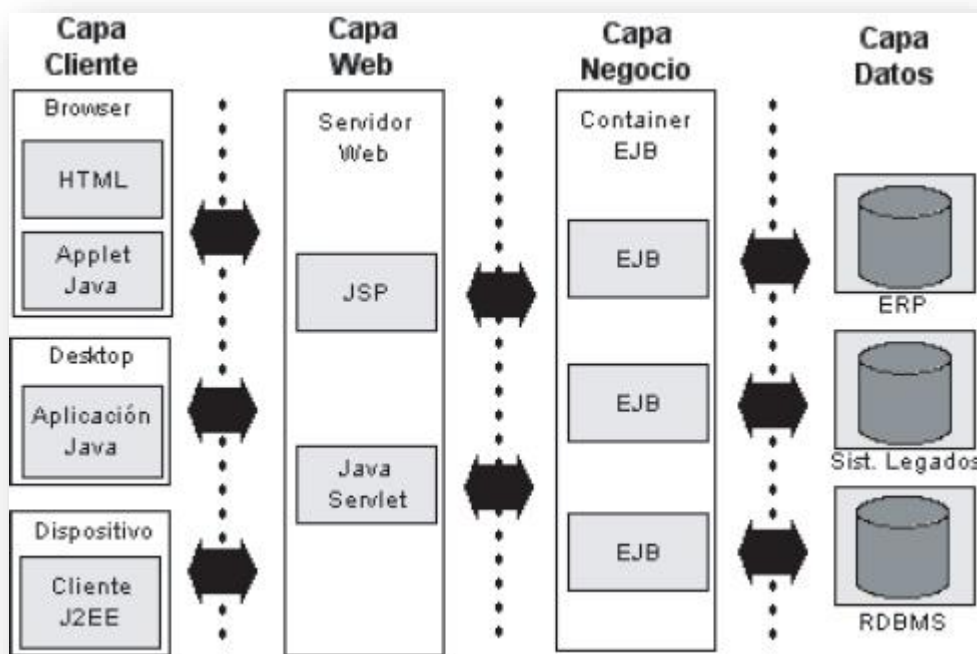 Capa
Cliente
Browser
HTML
Applet
Java
Desktop
Aplicación
Java
Dispositivo
Cliente
J2EE
Capa
Web
Servidor
Web
JSP
Java
Servlet
Capa
Negocio
Container
EJB
EJB
EJB
EJB
Capa
Datos
ERP
Sist. Legados
RDBMS